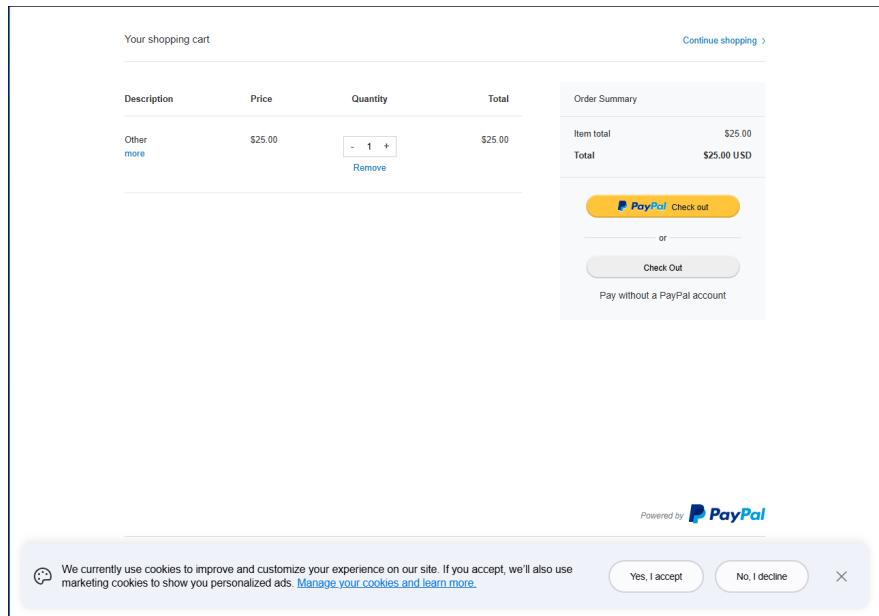 Your shopping cart
Continue shopping >
Description Price Quantity Total
Other $25.00 - 1 + $25.00
more
Remove
Order Summary
Item total $25.00
Total $25.00 USD
PayPal Check out
or
Check Out
Pay without a PayPal account
Powered by PayPal
We currently use cookies to improve and customize your experience on our site. If you accept, we'll also use
marketing cookies to show you personalized ads. Manage your cookies and learn more.
Yes, I accept
No, I decline